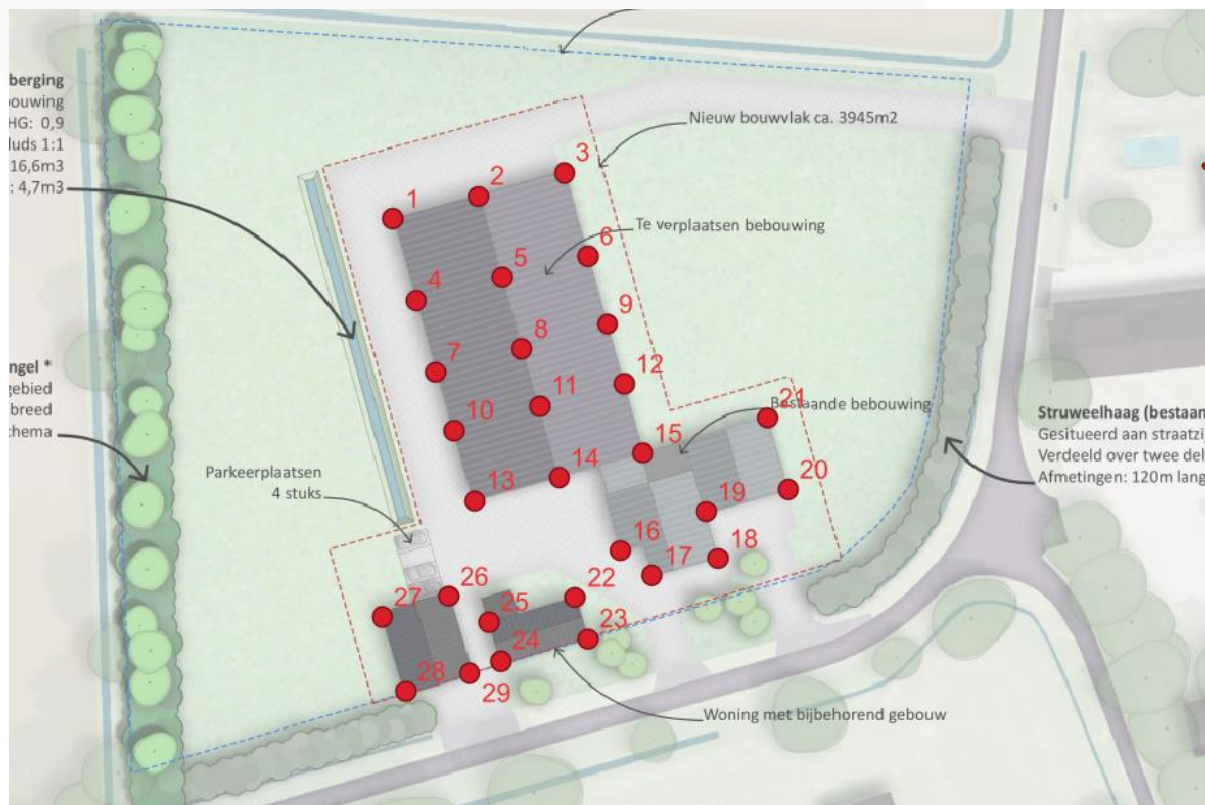 berging
bouwing
HG: 0,9
luds 1:1
16,6m3
: 4,7m3
Nieuw bouwvlak ca. 3945m2
Te verplaatsen bebouwing
ngel *
gebied
breed
schema
Bestaande bebouwing
Struweelhaag (bestaan
Gesitueerd aan straatzi
Verdeeld over twee del
Afmetingen: 120m lang
Parkeerplaatsen
4 stuks
Woning met bijbehorend gebouw
1
2
3
4
5
6
7
8
9
10
11
12
13
14
15
16
17
18
19
20
21
22
23
24
25
26
27
28
29